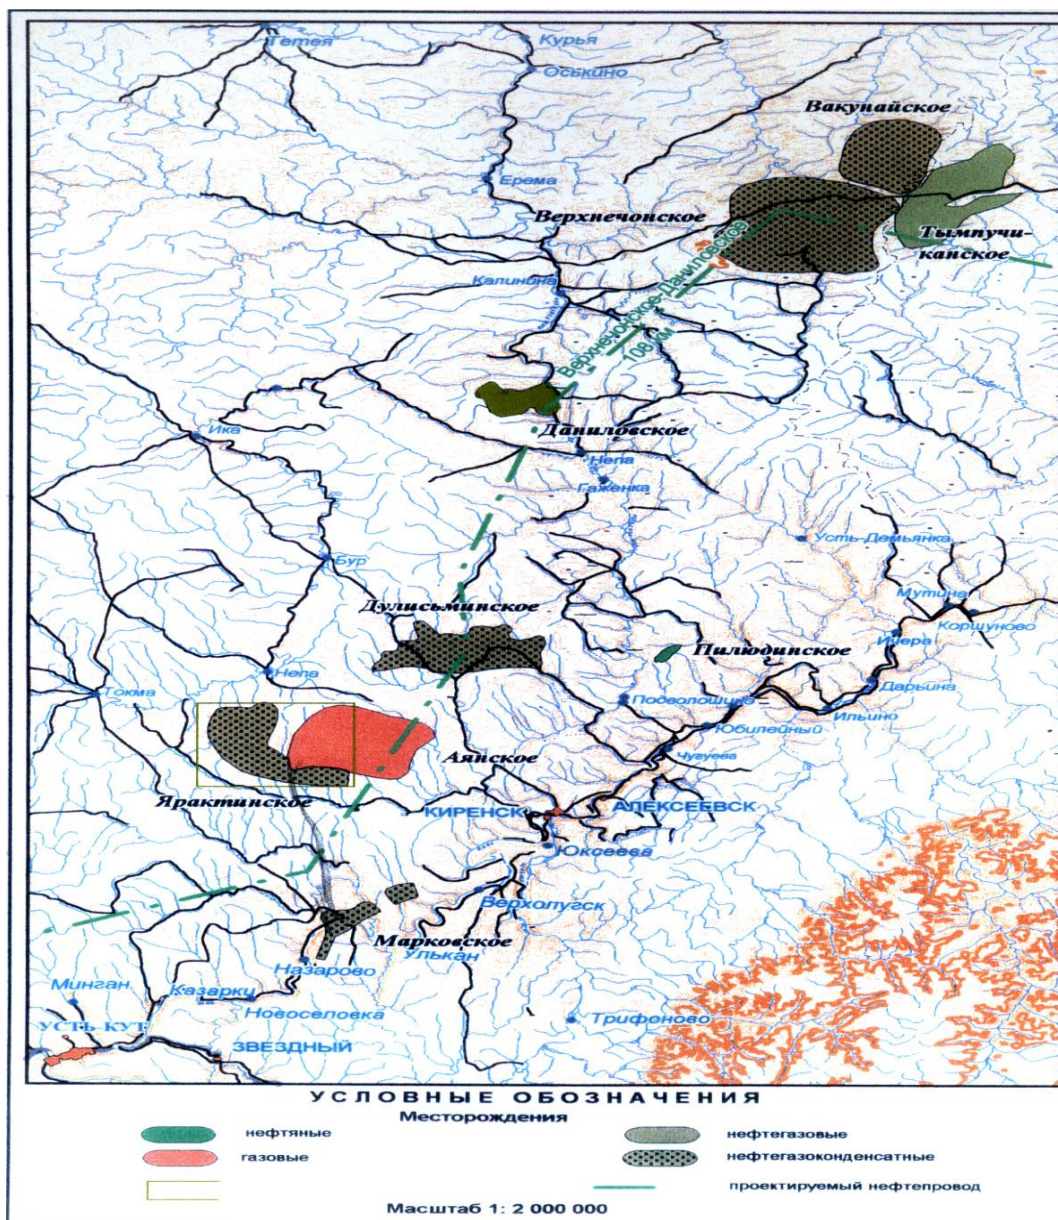 Тетея
Курья
Оськино
Вакунайское
Ерема
Верхнечонское
Тымпучи-
канское
Калинина
Верхнечонское-Даниловское
108 км
Даниловское
Ика
Непа
Гаженка
Усть-Демьянка
Бур
Мутина
Коршуново
Дулисьминское
Ичера
Пилюдинское
Непа
Дарьина
Токма
Подволошино
Ильино
Юбилейный
Чугуева
Аянское
Ярактинское
КИРЕНСК
АЛЕКСЕЕВСК
Юксеева
Верхолугск
Марковское
Улькан
Назарово
Минган
Казарки
Новоселовка
Трифоново
УСТЬ-КУТ
ЗВЕЗДНЫЙ
УСЛОВНЫЕ ОБОЗНАЧЕНИЯ
Месторождения
нефтяные
нефтегазовые
газовые
нефтегазоконденсатные
проектируемый нефтепровод
Масштаб 1: 2 000 000